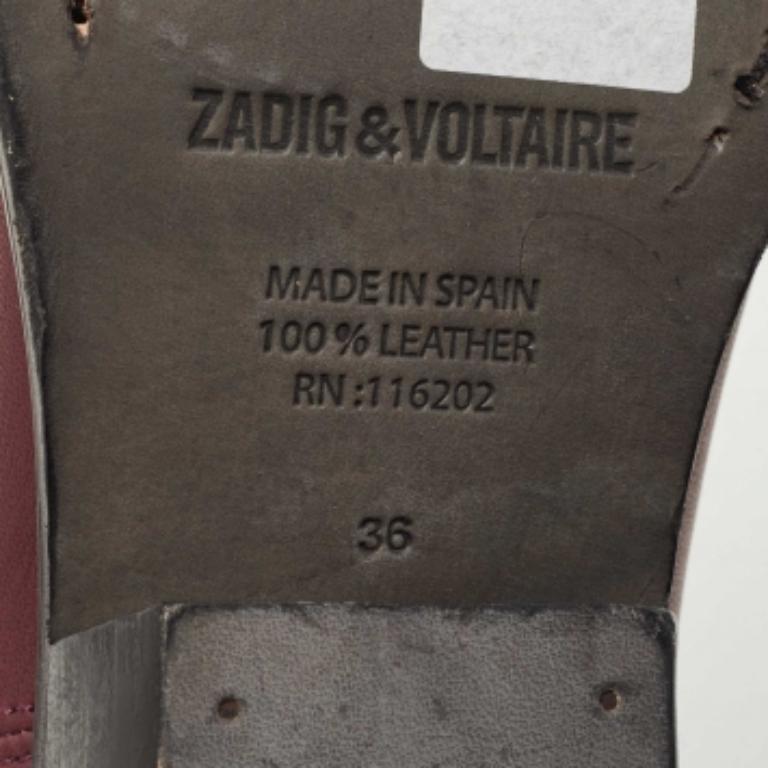 ZADIG&VOLTAIRE
MADE IN SPAIN
100 % LEATHER
RN :116202
36